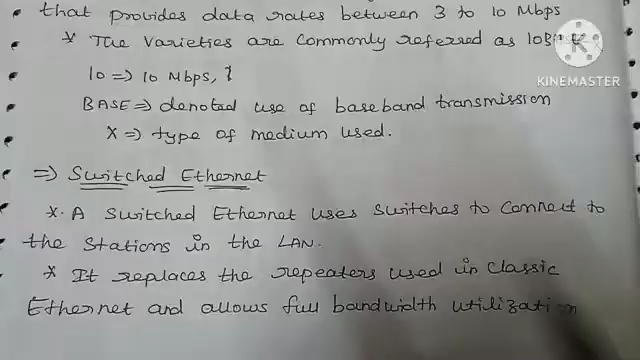 that provides data rates between 3 to 10 Mbps
* The varieties are commonly referred as
10 => 10 Mbps,
BASE => denoted use of baseband transmission
X => type of medium used.
=> Switched Ethernet
*. A Switched Ethernet uses switches to connect to
the stations in the LAN.
* It replaces the repeaters used in classic
Ethernet and allows full bandwidth utilization
KINEMASTER